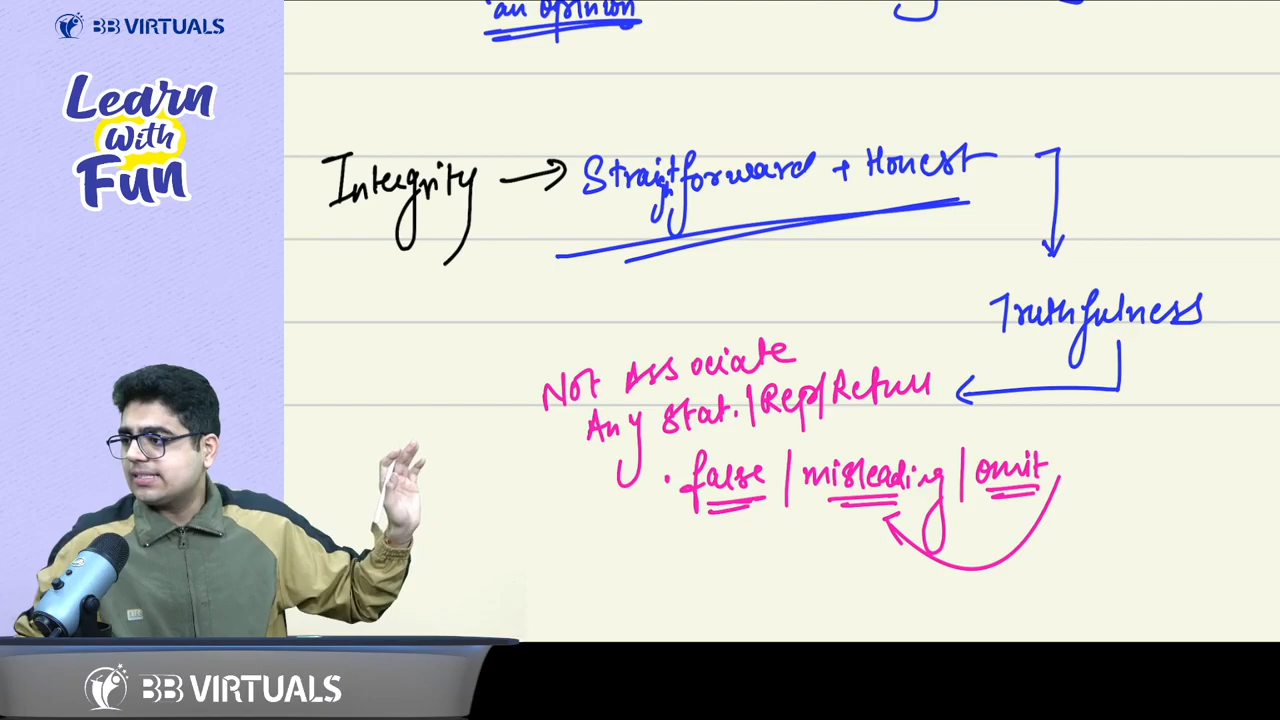 BB VIRTUALS
Learn
With
Fun
an opinion
Intergrity → Straightforward + Honest
Truthfulness
Not Associate
Any Stat. / Rep / Return
. false / misleading / omit
BB VIRTUALS